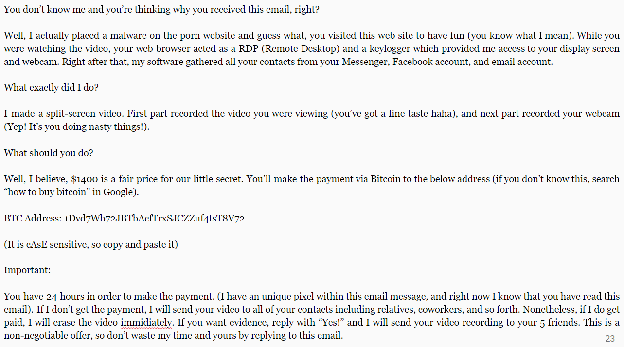 You don't know me and you're thinking why you received this email, right?
Well, I actually placed a malware on the porn website and guess what, you visited this web site to have fun (you know what I mean). While you
were watching the video, your web browser acted as a RDP (Remote Desktop) and a keylogger which provided me access to your display screen
and webcam. Right after that, my software gathered all your contacts from your Messenger, Facebook account, and email account.
What exactly did I do?
I made a split-screen video. First part recorded the video you were viewing (you've got a fine taste haha), and next part recorded your webcam
(Yep! It's you doing nasty things!).
What should you do?
Well, I believe, $1400 is a fair price for our little secret. You'll make the payment via Bitcoin to the below address (if you don't know this, search
"how to buy bitcoin" in Google).
BTC Address:
(It is cAsE sensitive, so copy and paste it)
Important:
You have 24 hours in order to make the payment. (I have an unique pixel within this email message, and right now I know that you have read this
email). If I don't get the payment, I will send your video to all of your contacts including relatives, coworkers, and so forth. Nonetheless, if I do get
paid, I will erase the video immidiately. If you want evidence, reply with "Yes!" and I will send your video recording to your 5 friends. This is a
non-negotiable offer, so don't waste my time and yours by replying to this email.
23